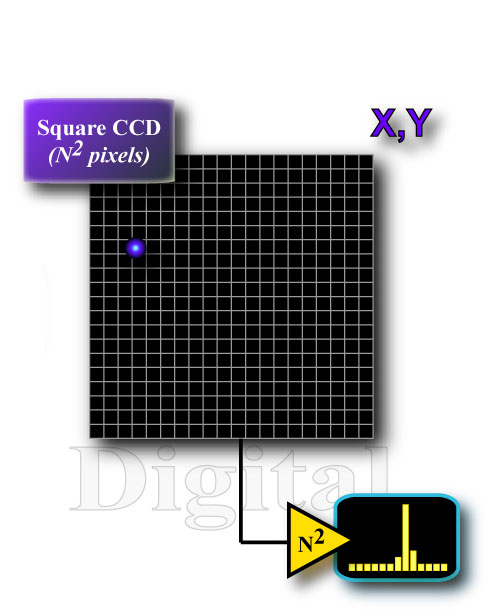 Square CCD
(N² pixels)
X,Y
Digital
N²